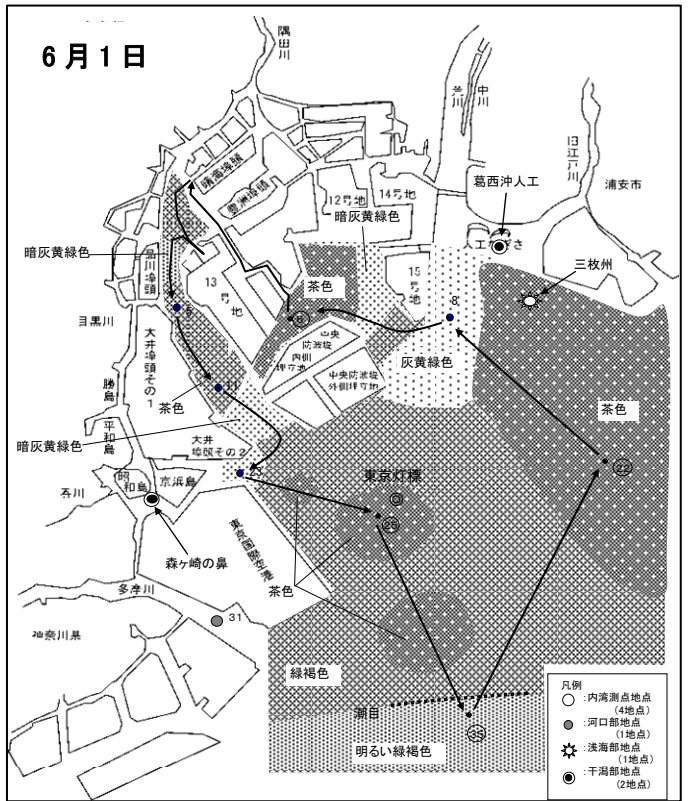 6月1日
隅田川
荒川
中川
旧江戸川
浦安市
葛西沖人工
人工なぎさ
三枚州
晴海埠頭
豊洲埠頭
12号地
14号地
暗灰黄緑色
15号地
13号地
茶色
暗灰黄緑色
品川埠頭
目黒川
5
6
8
中央防波堤内側埋立地
中央防波堤外側埋立地
灰黄緑色
茶色
大井埠頭その1
11
茶色
勝島
平和島
暗灰黄緑色
大井埠頭その2
昭和島
京浜島
23
東京灯標
25
22
森ヶ崎の鼻
東京国際空港
茶色
多摩川
31
神奈川県
緑褐色
潮目
35
明るい緑褐色
凡例
:内湾測点地点
(4地点)
:河口部地点
(1地点)
:浅海部地点
(1地点)
:干潟部地点
(2地点)